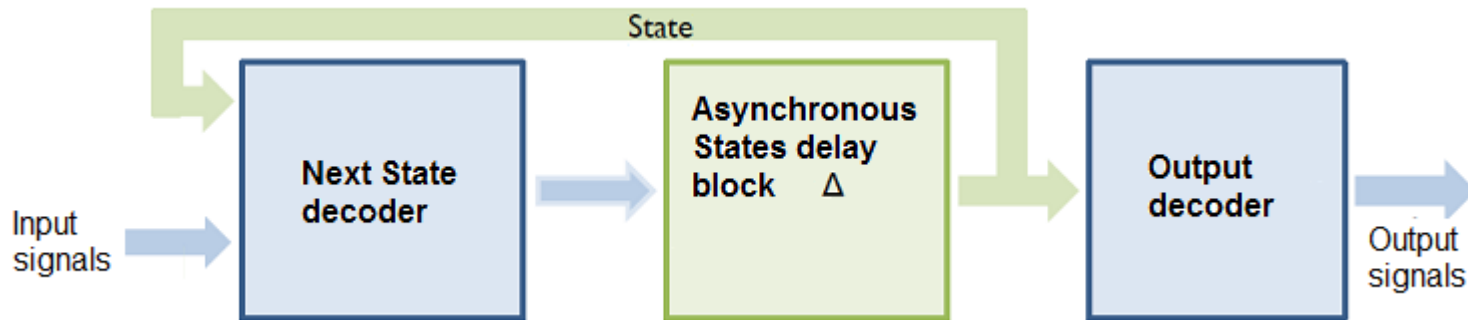 State
Input
signals
Next State
decoder
Asynchronous
States delay
block Δ
Output
decoder
Output
signals